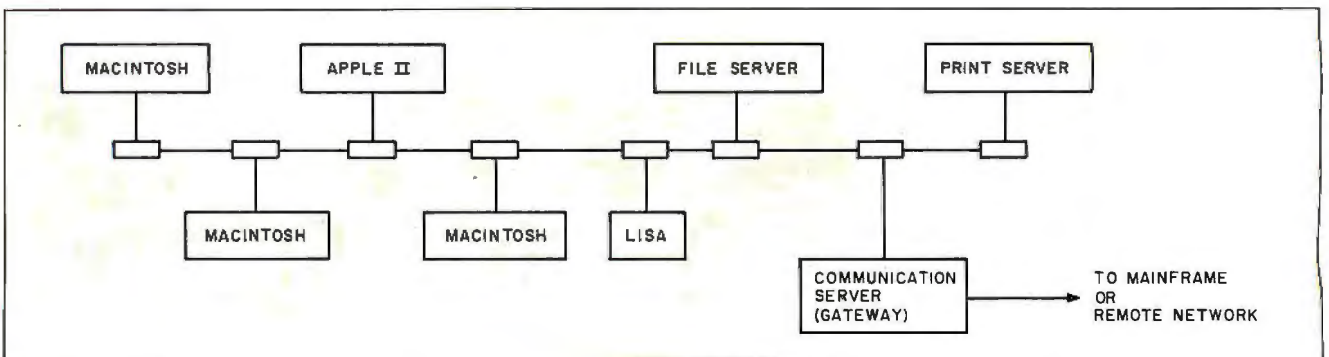 MACINTOSH
APPLE II
FILE SERVER
PRINT SERVER
MACINTOSH
MACINTOSH
LISA
COMMUNICATION
SERVER
(GATEWAY)
TO MAINFRAME
OR
REMOTE NETWORK